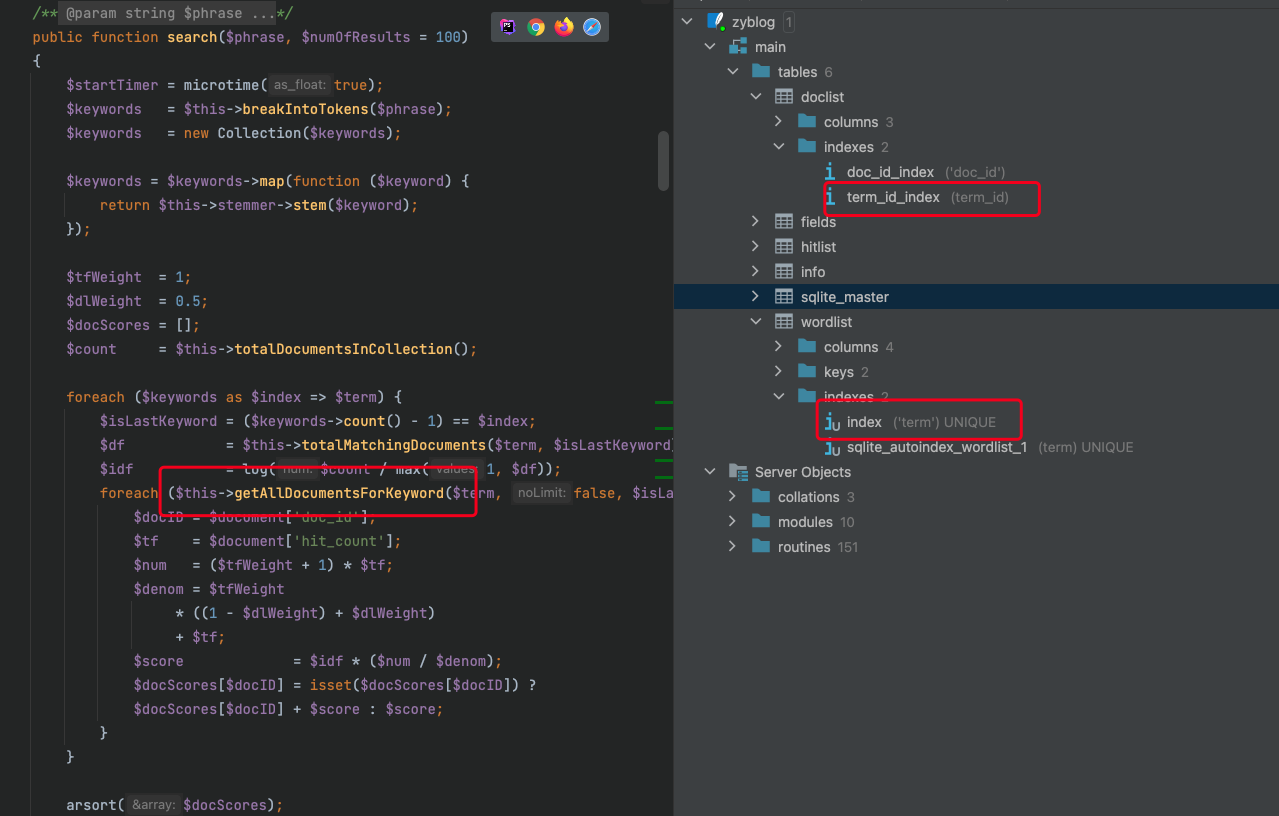 /** @param string $phrase ...*/
public function search($phrase, $numOfResults = 100)
{
$startTimer = microtime( as_float: true);
$keywords = $this->breakIntoTokens($phrase);
$keywords = new Collection($keywords);
$keywords = $keywords->map(function ($keyword) {
return $this->stemmer->stem($keyword);
});
$tfWeight = 1;
$dlWeight = 0.5;
$docScores = [];
$count = $this->totalDocumentsInCollection();
foreach ($keywords as $index => $term) {
$isLastKeyword = ($keywords->count() - 1) == $index;
$df = $this->totalMatchingDocuments($term, $isLastKeyword)
$idf = log( num: $count / max( values: 1, $df));
foreach ($this->getAllDocumentsForKeyword($term, noLimit: false, $isLa
$docID = $document['doc_id'];
$tf = $document['hit_count'];
$num = ($tfWeight + 1) * $tf;
$denom = $tfWeight
* ((1 - $dlWeight) + $dlWeight)
+ $tf;
$score = $idf * ($num / $denom);
$docScores[$docID] = isset($docScores[$docID]) ?
$docScores[$docID] + $score : $score;
}
}
arsort( &array: $docScores);
zyblog 1
main
tables 6
doclist
columns 3
indexes 2
doc_id_index ('doc_id')
term_id_index (term_id)
fields
hitlist
info
sqlite_master
wordlist
columns 4
keys 2
indexes 2
index ('term') UNIQUE
sqlite_autoindex_wordlist_1 (term) UNIQUE
Server Objects
collations 3
modules 10
routines 151